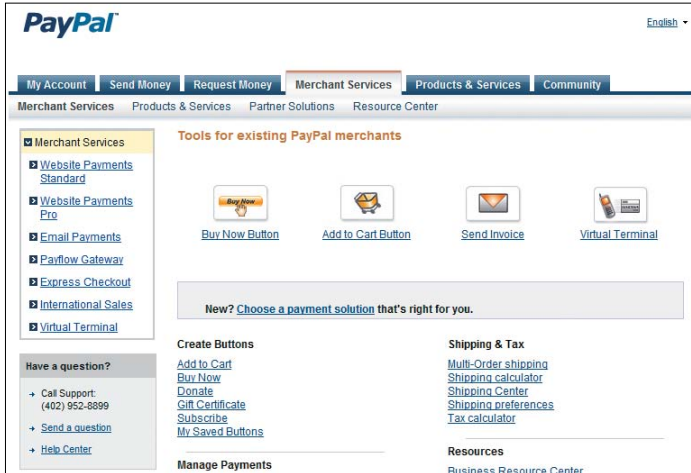 PayPal™
English
My Account Send Money Request Money Merchant Services Products & Services Community
Merchant Services Products & Services Partner Solutions Resource Center
Merchant Services
Website Payments
Standard
Website Payments
Pro
Email Payments
Payflow Gateway
Express Checkout
International Sales
Virtual Terminal
Have a question?
Call Support:
(402) 952-8899
Send a question
Help Center
Tools for existing PayPal merchants
Buy Now
Buy Now Button
Add to Cart Button
Send Invoice
Virtual Terminal
New? Choose a payment solution that's right for you.
Create Buttons
Add to Cart
Buy Now
Donate
Gift Certificate
Subscribe
My Saved Buttons
Manage Payments
Shipping & Tax
Multi-Order shipping
Shipping calculator
Shipping Center
Shipping preferences
Tax calculator
Resources
Business Resource Center